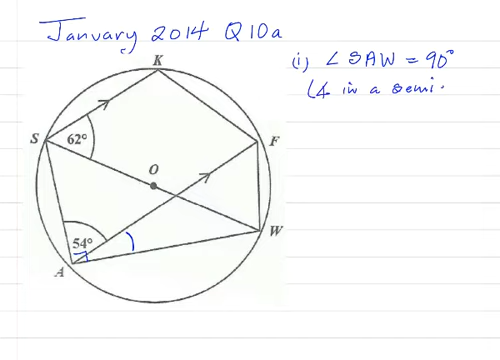 January 2014 Q10a
(i) ∠SAW = 90°
(∠ in a semi.
K
S
62°
F
O
W
54°
A